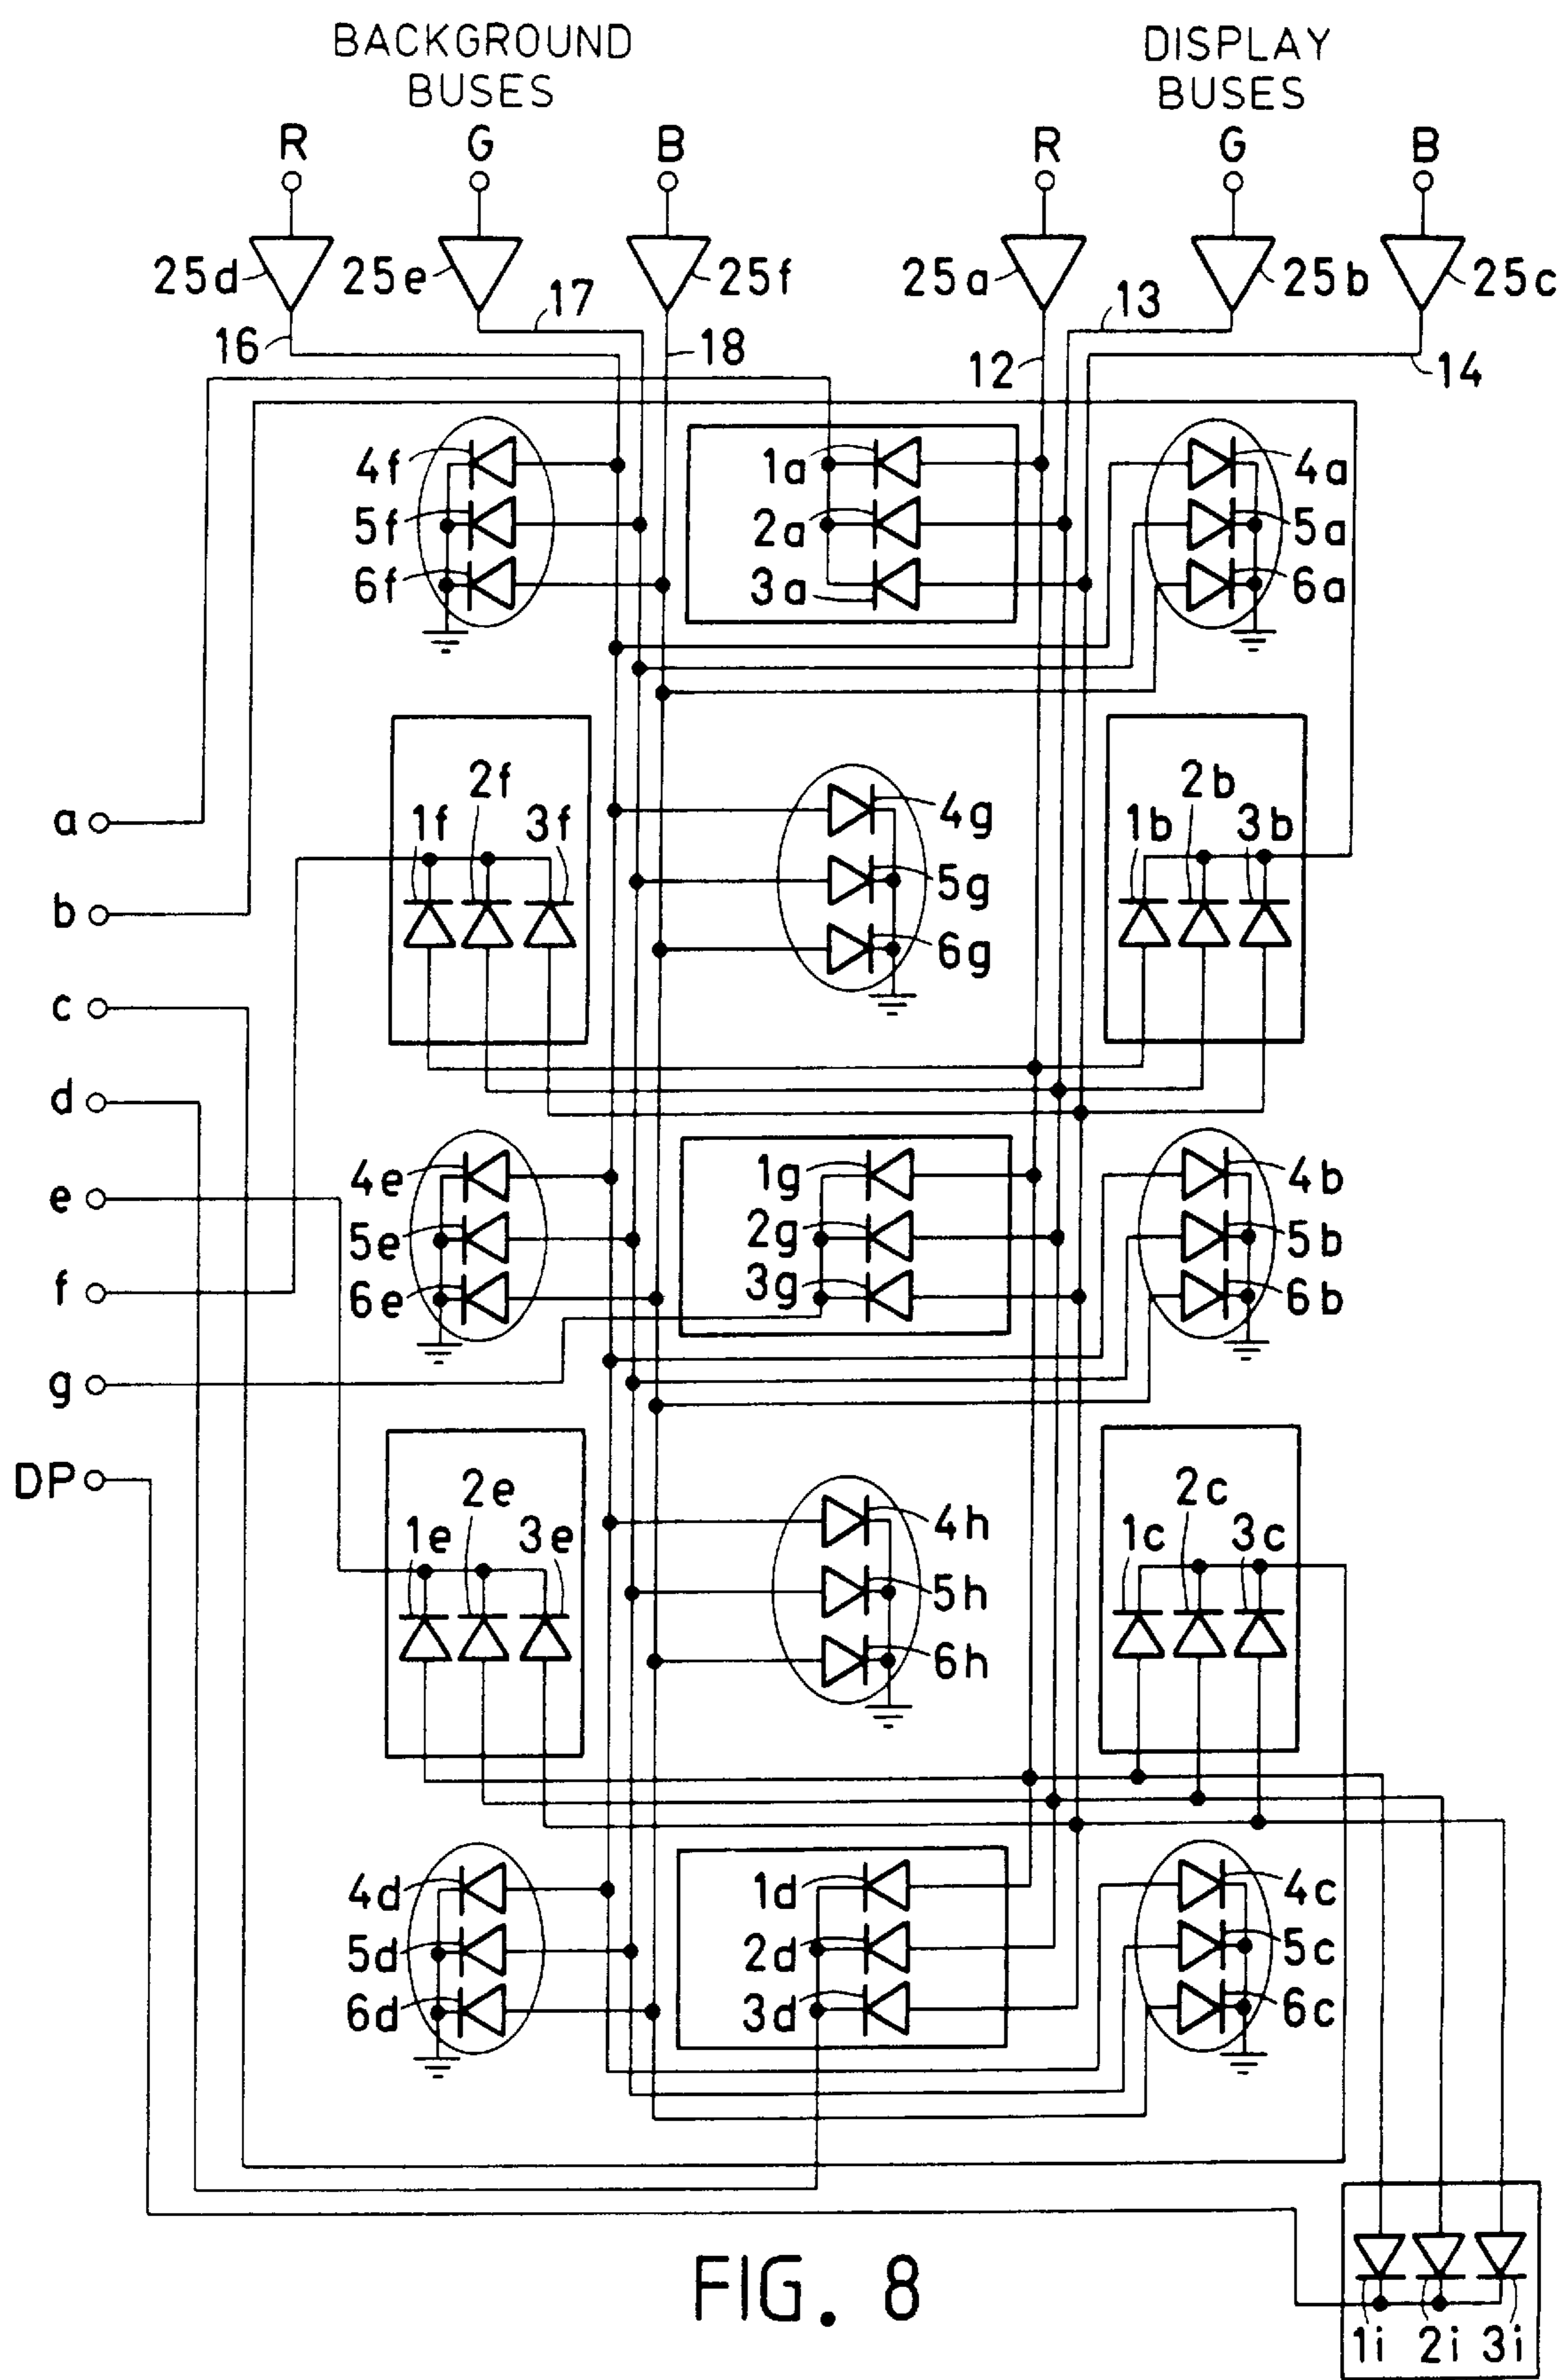 BACKGROUND
BUSES
DISPLAY
BUSES
R G B R G B
25d 25e 25f 25a 25b 25c
17 13
16 18 12 14
4f 1a 4a
5f 2a 5a
6f 3a 6a
2f 2b
a 1f 3f 4g 1b 3b
b 5g
6g
c
d
4e 1g 4b
e
5e 2g 5b
f 6e 3g 6b
g
DP 2e 2c
1e 3e 4h 1c 3c
5h
6h
4d 1d 4c
5d 2d 5c
6d 3d 6c
FIG. 8
1i 2i 3i